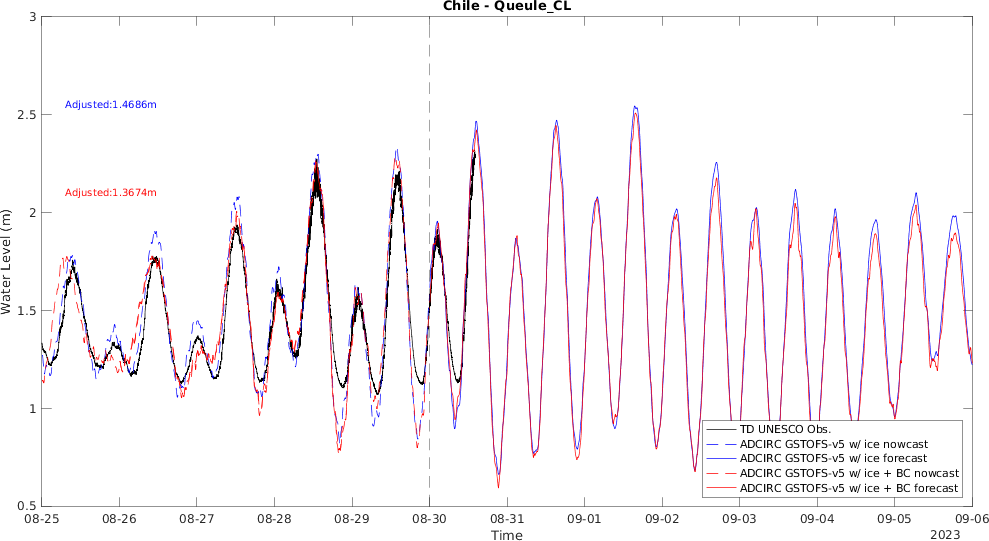 Chile - Queule_CL
3
2.5
2
1.5
1
0.5
Water Level (m)
Adjusted:1.4686m
Adjusted:1.3674m
TD UNESCO Obs.
ADCIRC GSTOFS-v5 w/ ice nowcast
ADCIRC GSTOFS-v5 w/ ice forecast
ADCIRC GSTOFS-v5 w/ ice + BC nowcast
ADCIRC GSTOFS-v5 w/ ice + BC forecast
08-25 08-26 08-27 08-28 08-29 08-30 08-31 09-01 09-02 09-03 09-04 09-05 09-06
Time
2023